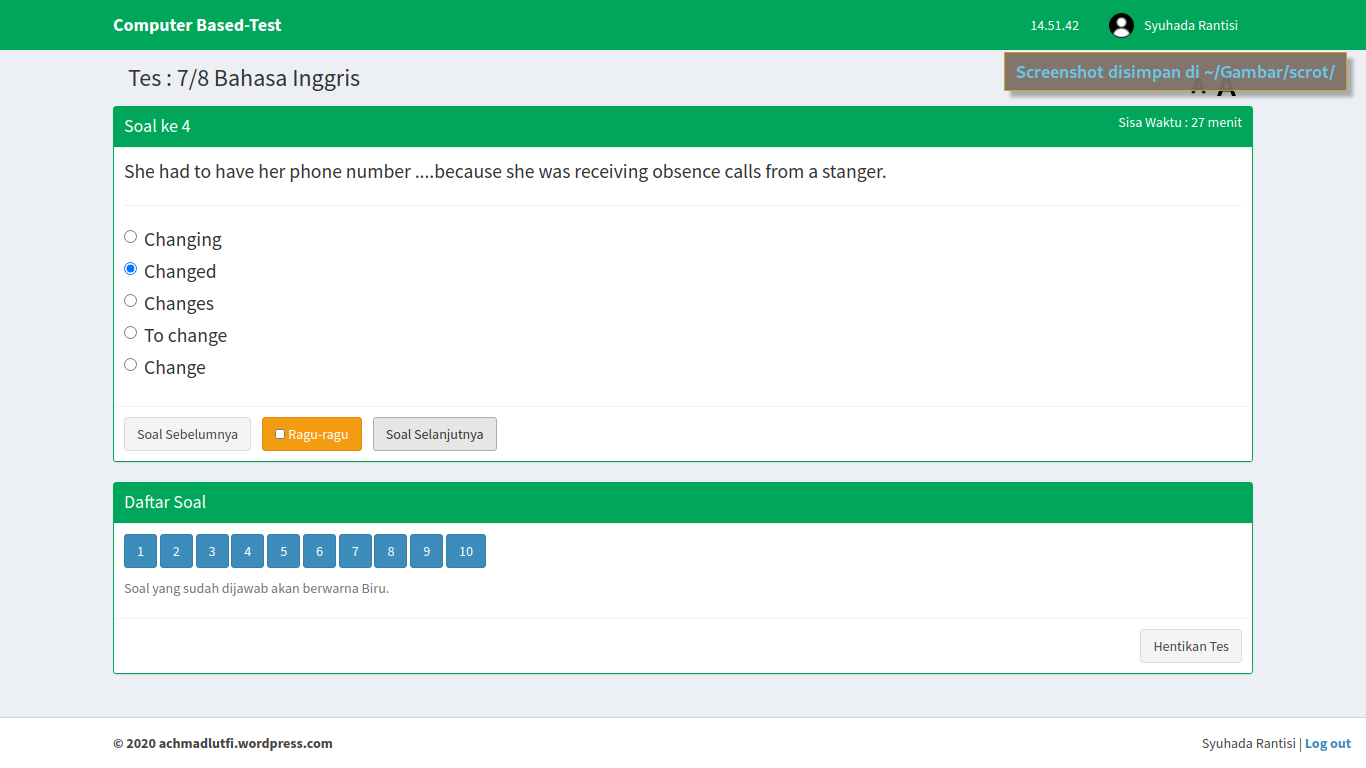 Computer Based-Test
14.51.42
Syuhada Rantisi
Tes : 7/8 Bahasa Inggris
Screenshot disimpan di ~/Gambar/scrot/
A A
Soal ke 4
Sisa Waktu : 27 menit
She had to have her phone number ....because she was receiving obsence calls from a stanger.
Changing
Changed
Changes
To change
Change
Soal Sebelumnya
Ragu-ragu
Soal Selanjutnya
Daftar Soal
1 2 3 4 5 6 7 8 9 10
Soal yang sudah dijawab akan berwarna Biru.
Hentikan Tes
© 2020 achmadlutfi.wordpress.com
Syuhada Rantisi | Log out